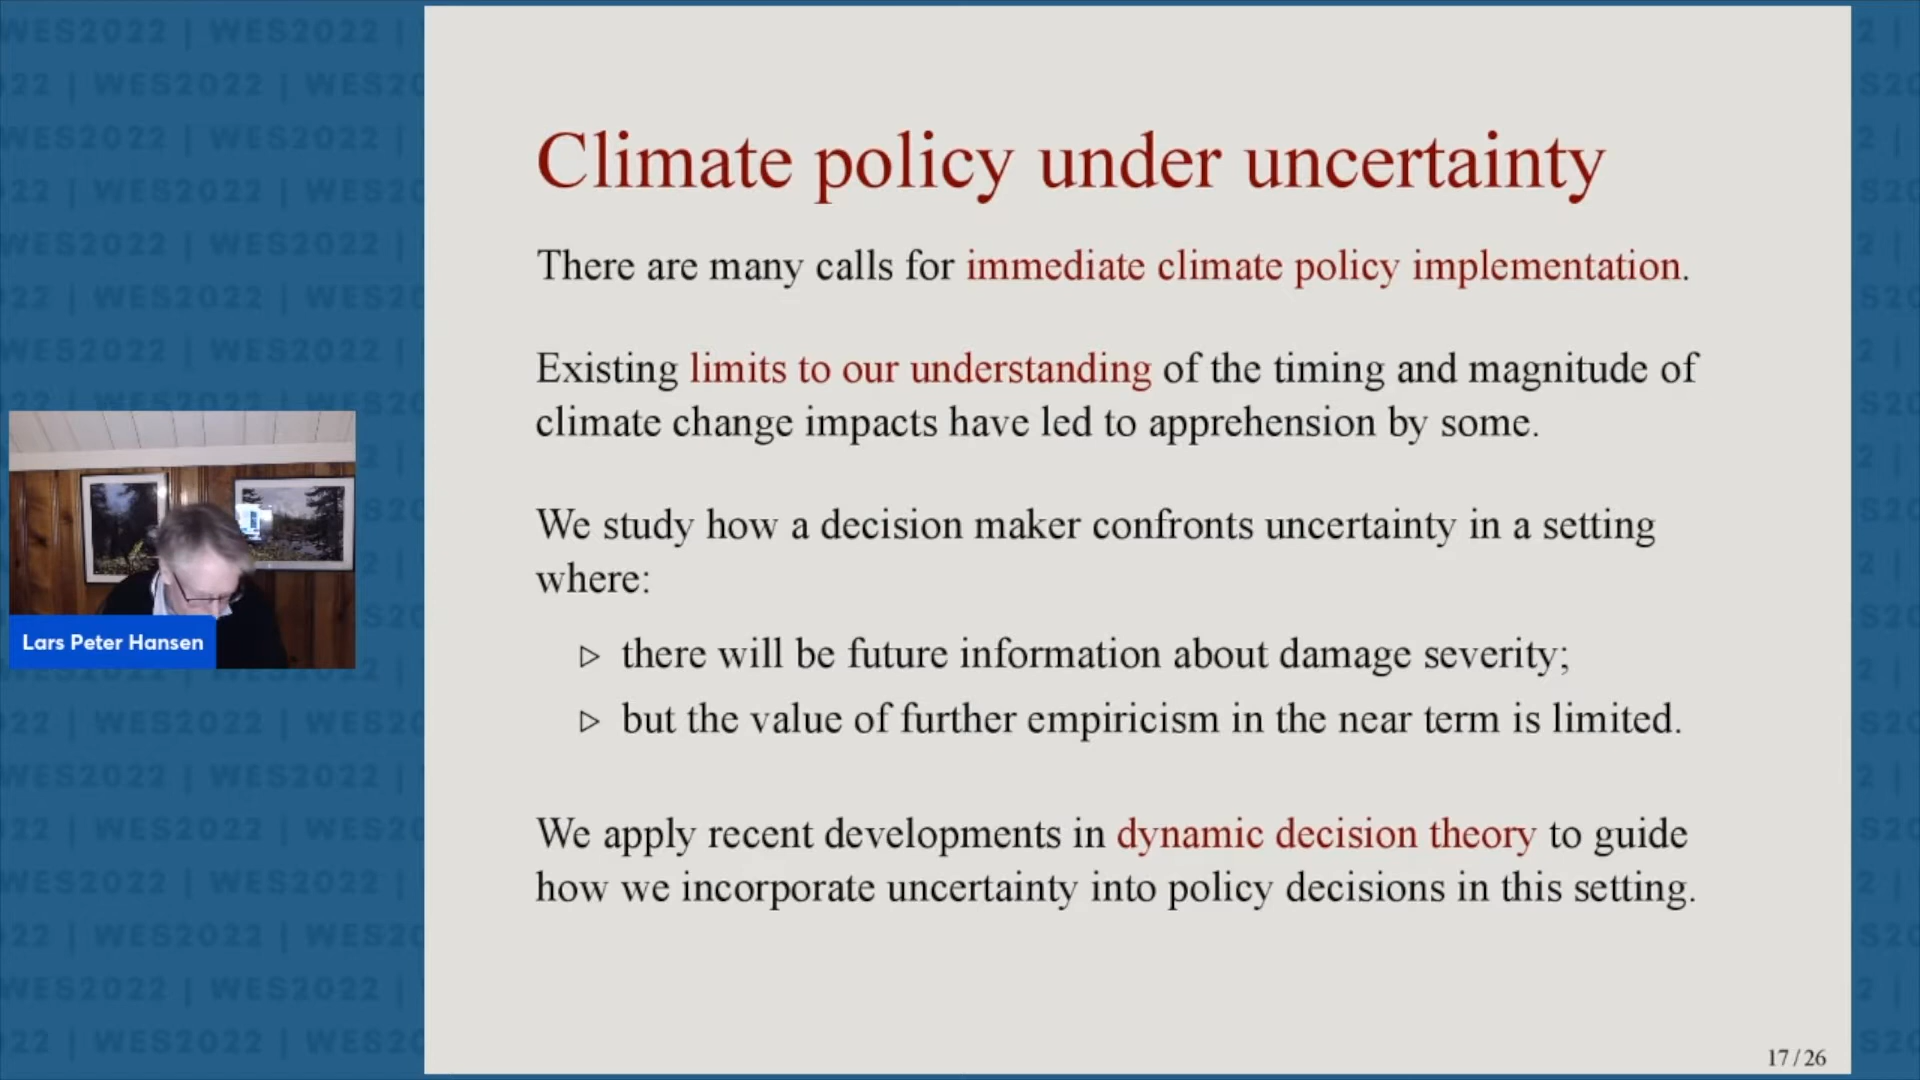 WES2022 | WES2022 |
Climate policy under uncertainty
There are many calls for immediate climate policy implementation.
Existing limits to our understanding of the timing and magnitude of
climate change impacts have led to apprehension by some.
We study how a decision maker confronts uncertainty in a setting
where:
▷ there will be future information about damage severity;
▷ but the value of further empiricism in the near term is limited.
We apply recent developments in dynamic decision theory to guide
how we incorporate uncertainty into policy decisions in this setting.
17/26
Lars Peter Hansen